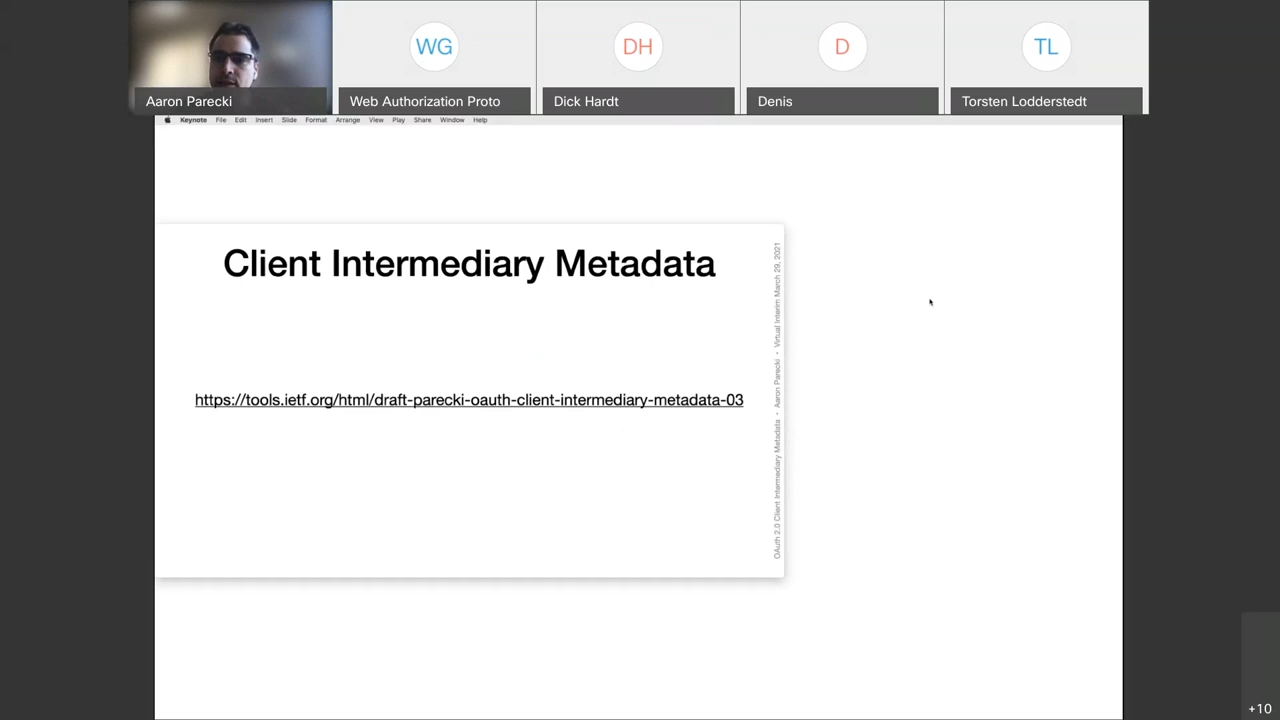 WG
DH
D
TL
Aaron Parecki
Web Authorization Proto
Dick Hardt
Denis
Torsten Lodderstedt
Keynote File Edit Insert Slide Format Arrange View Play Share Window Help
Client Intermediary Metadata
https://tools.ietf.org/html/draft-parecki-oauth-client-intermediary-metadata-03
OAuth 2.0 Client Intermediary Metadata • Aaron Parecki • Virtual Interim March 29, 2021
+10